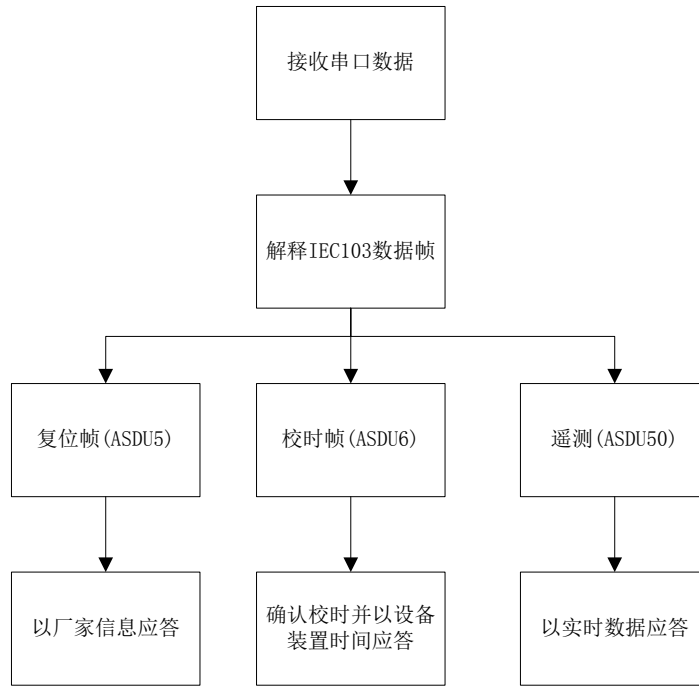 接收串口数据
解释IEC103数据帧
复位帧(ASDU5)
校时帧(ASDU6)
遥测(ASDU50)
以厂家信息应答
确认校时并以设备
装置时间应答
以实时数据应答